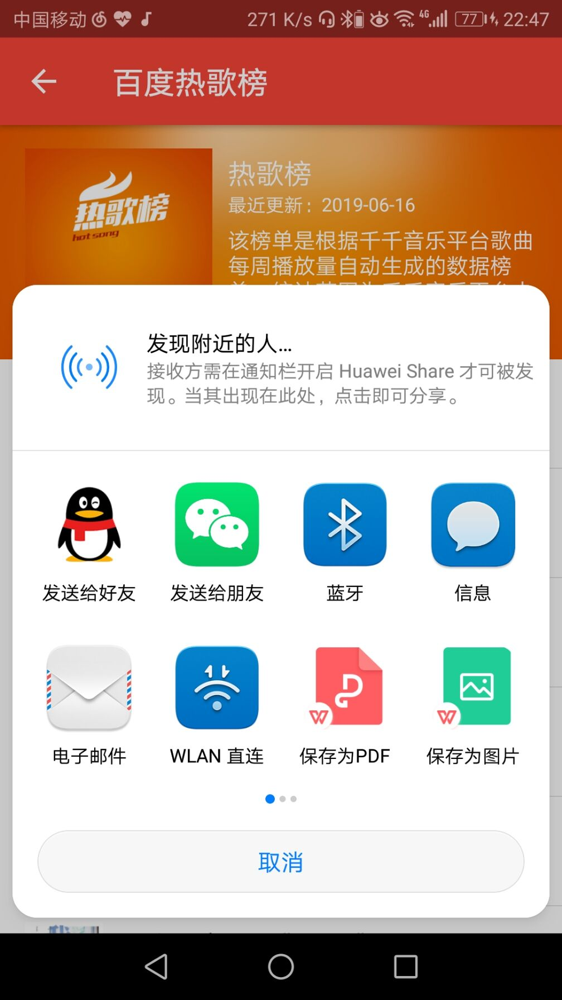 中国移动 271 K/s 4G 77 22:47
百度热歌榜
热歌榜
hot song
热歌榜
最近更新：2019-06-16
该榜单是根据千千音乐平台歌曲
每周播放量自动生成的数据榜
发现附近的人...
接收方需在通知栏开启 Huawei Share 才可被发
现。当其出现在此处，点击即可分享。
发送给好友 发送给朋友 蓝牙 信息
电子邮件 WLAN 直连 保存为PDF 保存为图片
取消